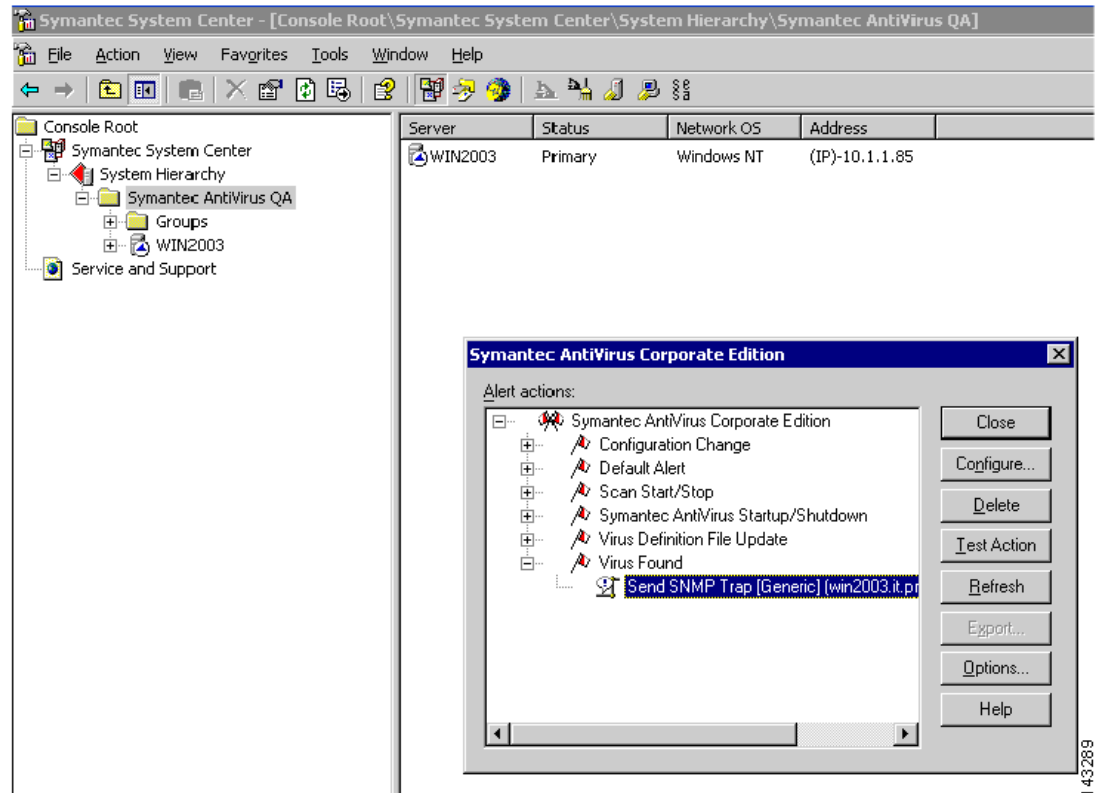 Symantec System Center - [Console Root\Symantec System Center\System Hierarchy\Symantec AntiVirus QA]
File Action View Favorites Tools Window Help
Console Root
Symantec System Center
System Hierarchy
Symantec AntiVirus QA
Groups
WIN2003
Service and Support
Server Status Network OS Address
WIN2003 Primary Windows NT (IP)-10.1.1.85
Symantec AntiVirus Corporate Edition
Alert actions:
Symantec AntiVirus Corporate Edition
Configuration Change
Default Alert
Scan Start/Stop
Symantec AntiVirus Startup/Shutdown
Virus Definition File Update
Virus Found
Send SNMP Trap [Generic] (win2003.it.pr
Close
Configure...
Delete
Test Action
Refresh
Export...
Options...
Help
143289